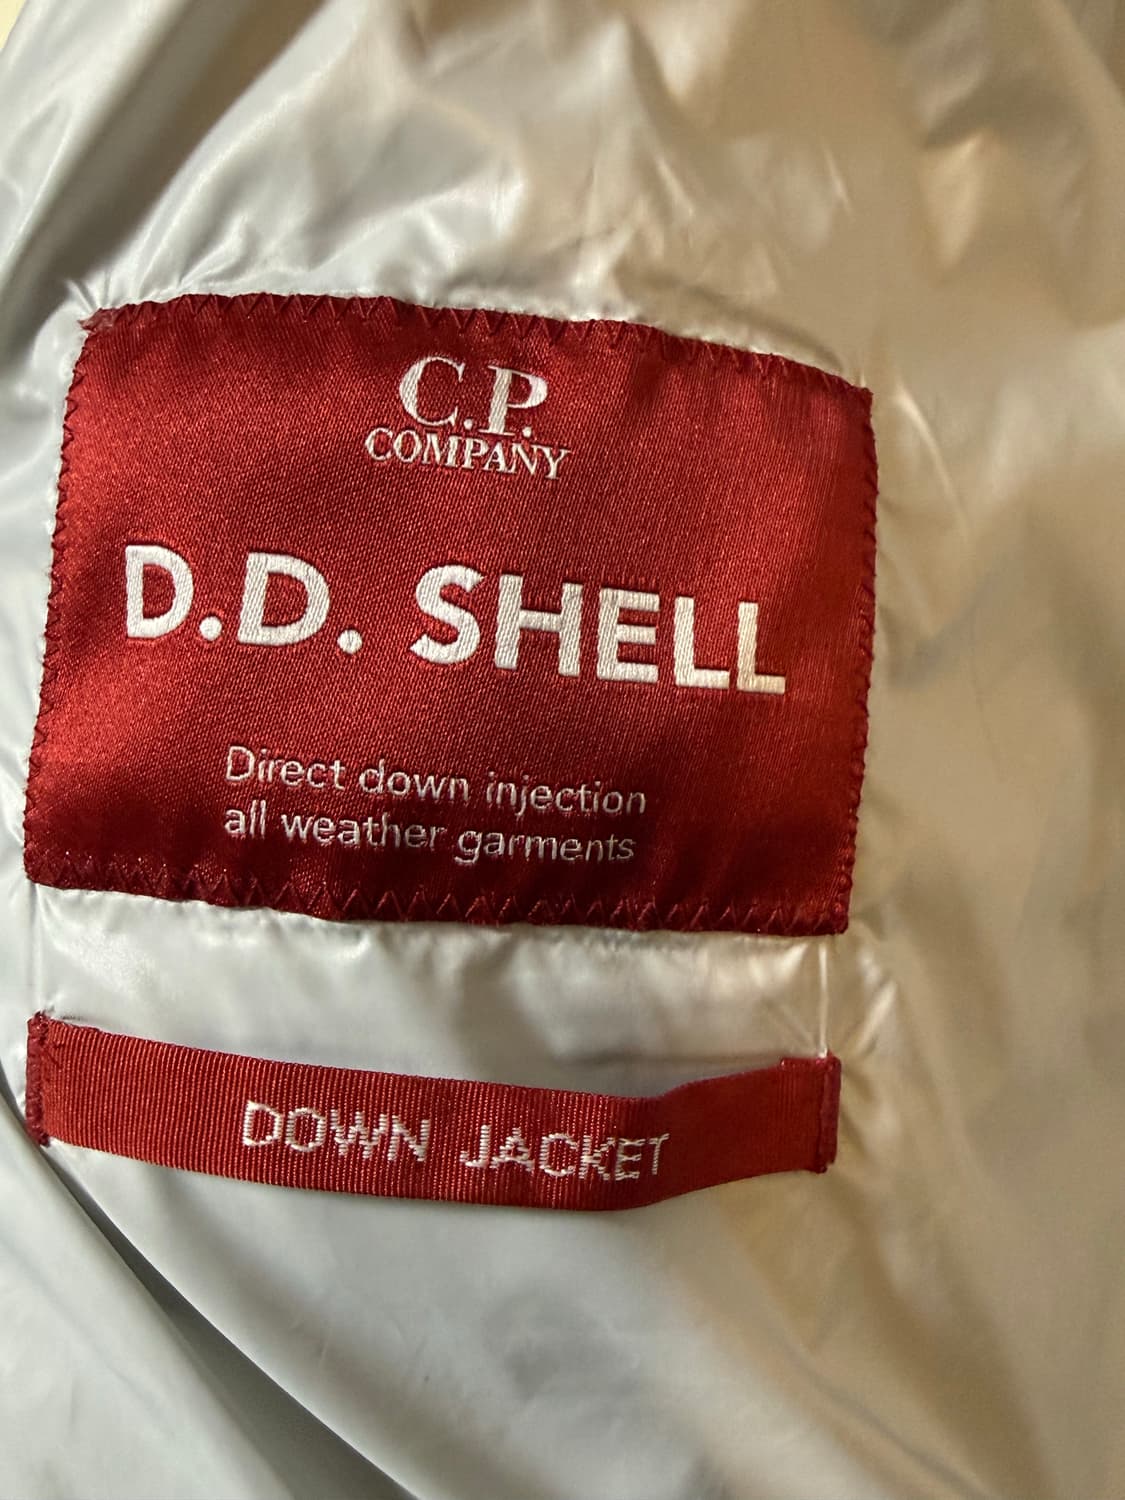 C.P.
COMPANY
D.D. SHELL
Direct down injection
all weather garments
DOWN JACKET